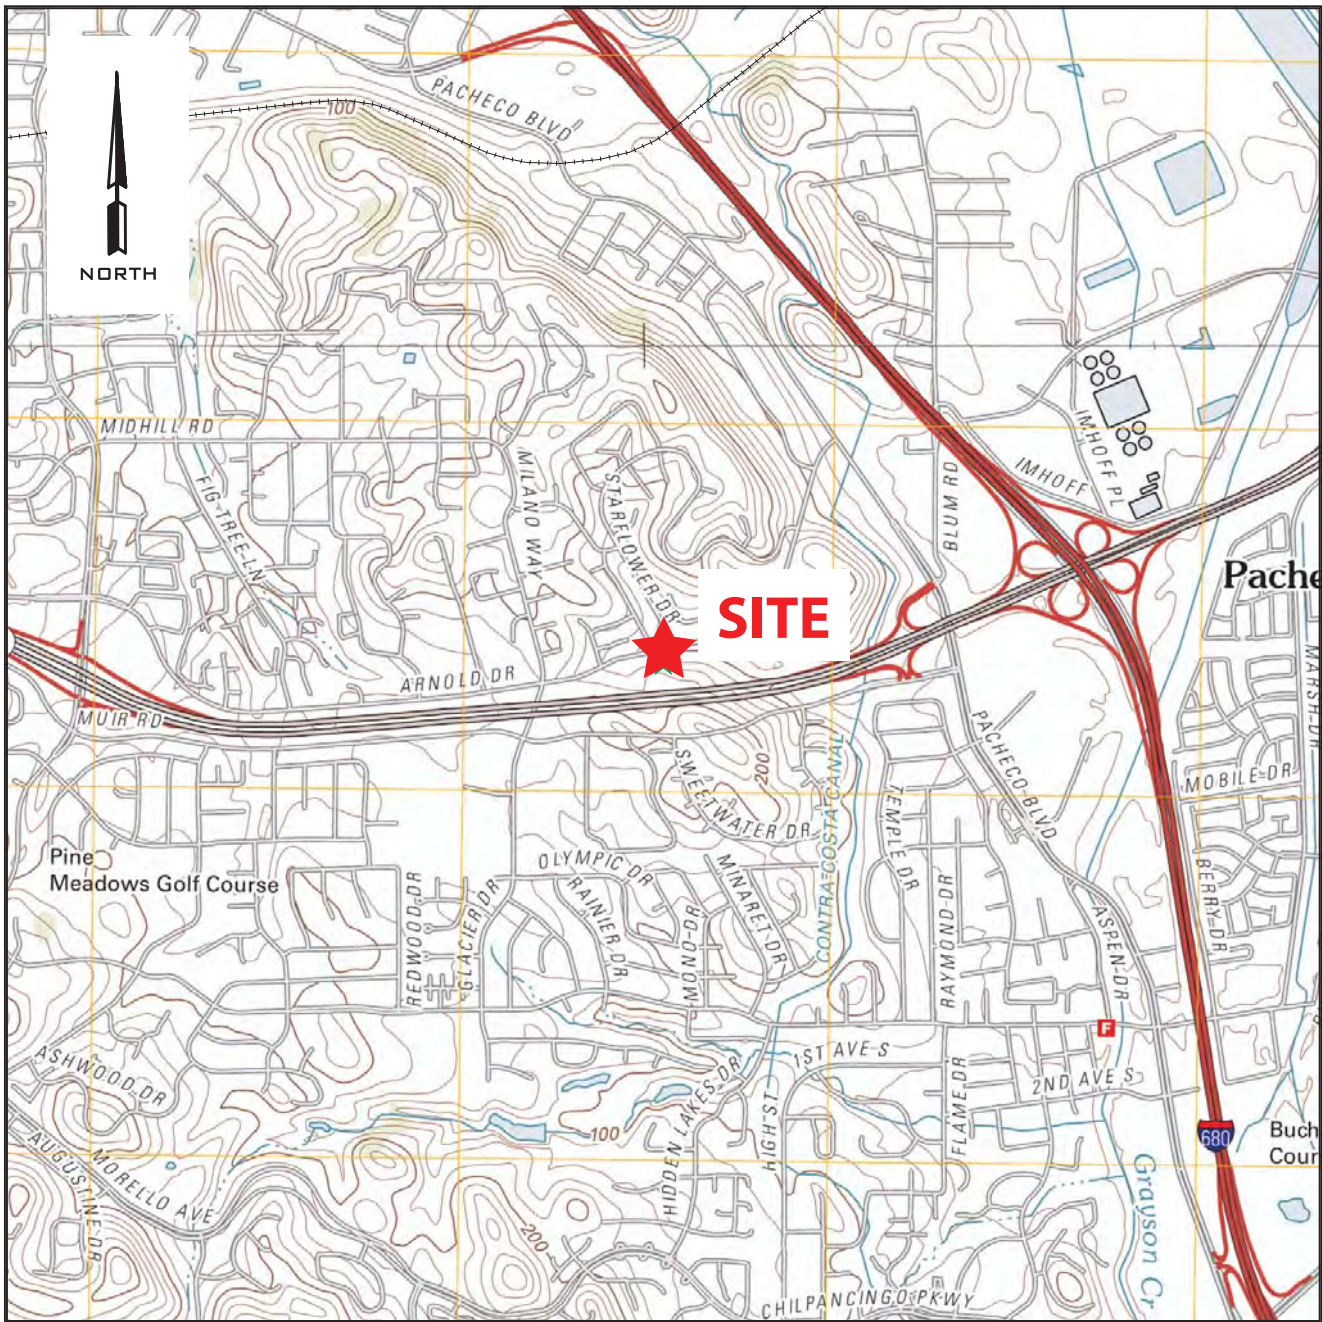 PACHECO BLVD
100
NORTH
MIDHILL RD
FIG TREE LN
MILANO WAY
STARFLOWER DR
BLUM RD
IMHOFF
IMHOFF PL
Pache
SITE
ARNOLD DR
MUIR RD
MARSH DR
PACHECO BLVD
SWEETWATER DR
200
CONTRA COSTA CANAL
TEMPLE DR
MOBILE DR
Pine
Meadows Golf Course
OLYMPIC DR
RAINIER DR
MINARET DR
MONO DR
REDWOOD DR
GLACIER DR
RAYMOND DR
ASPEN DR
BERRY DR
F
1ST AVE S
2ND AVE S
FLAME DR
ASHWOOD DR
HIDDEN LAKES DR
HIGH ST
100
680
Buch
Cour
AUGUSTINE DR
MORELLO AVE
200
Grayson Cr
CHILPANCINGO PKWY